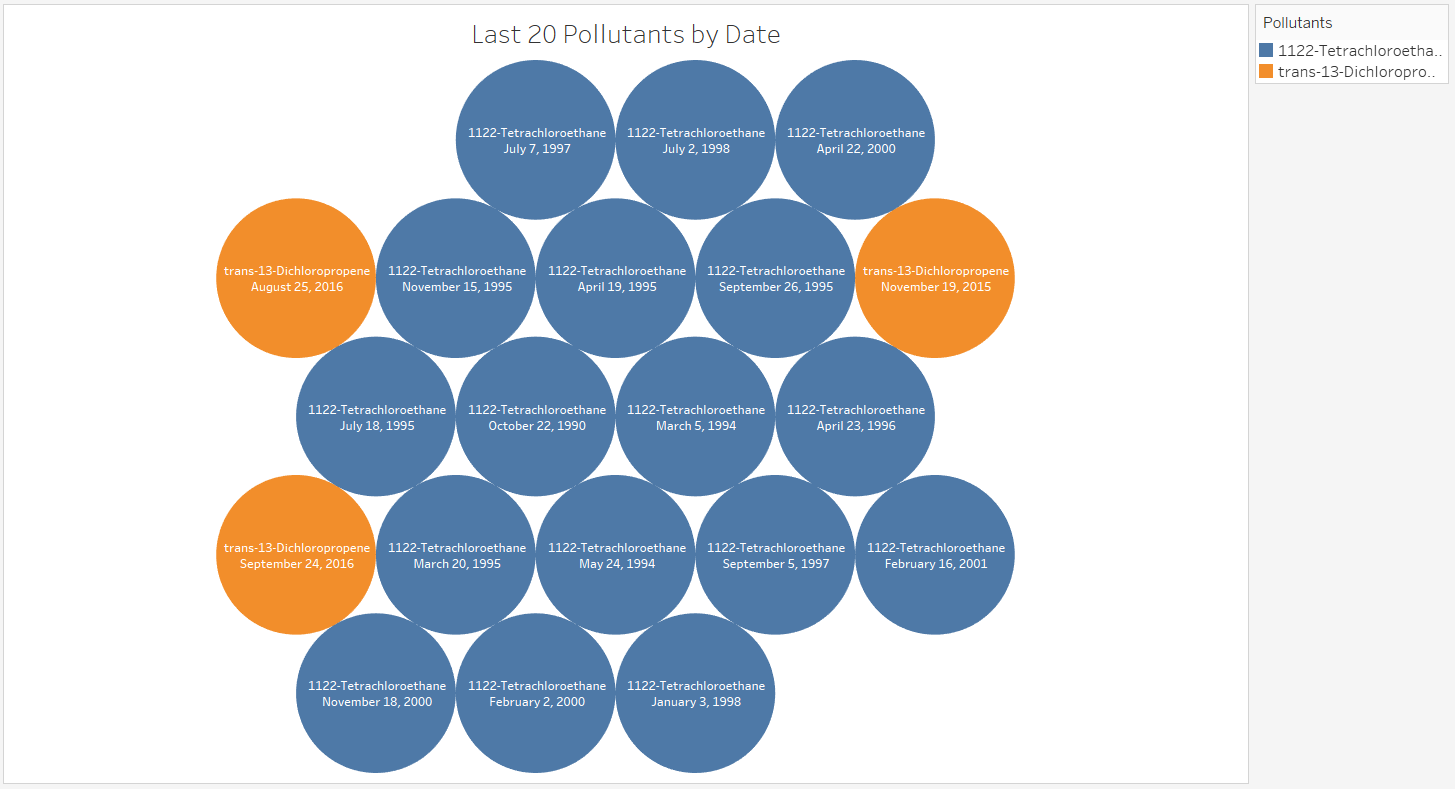 Last 20 Pollutants by Date
1122-Tetrachloroethane
July 7, 1997
1122-Tetrachloroethane
July 2, 1998
1122-Tetrachloroethane
April 22, 2000
trans-13-Dichloropropene
August 25, 2016
1122-Tetrachloroethane
November 15, 1995
1122-Tetrachloroethane
April 19, 1995
1122-Tetrachloroethane
September 26, 1995
trans-13-Dichloropropene
November 19, 2015
1122-Tetrachloroethane
July 18, 1995
1122-Tetrachloroethane
October 22, 1990
1122-Tetrachloroethane
March 5, 1994
1122-Tetrachloroethane
April 23, 1996
trans-13-Dichloropropene
September 24, 2016
1122-Tetrachloroethane
March 20, 1995
1122-Tetrachloroethane
May 24, 1994
1122-Tetrachloroethane
September 5, 1997
1122-Tetrachloroethane
February 16, 2001
1122-Tetrachloroethane
November 18, 2000
1122-Tetrachloroethane
February 2, 2000
1122-Tetrachloroethane
January 3, 1998
Pollutants
1122-Tetrachloroetha..
trans-13-Dichloropro..